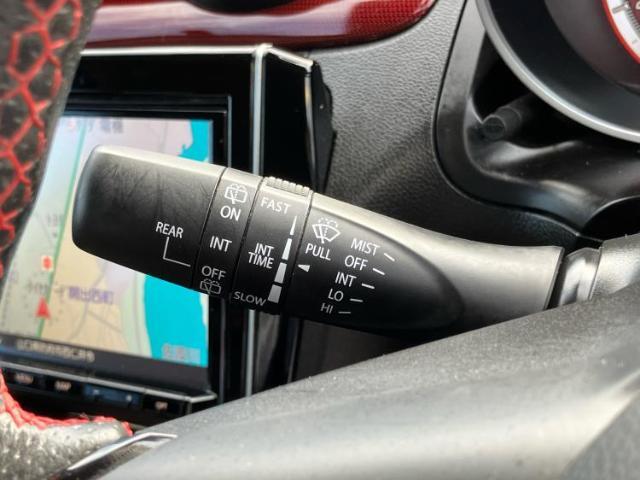 REAR
ON
INT
OFF
FAST
INT
TIME
SLOW
PULL
MIST
OFF
INT
LO
HI